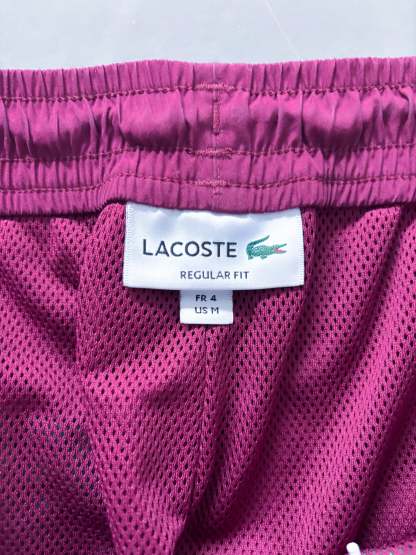 LACOSTE
REGULAR FIT
FR 4
US M